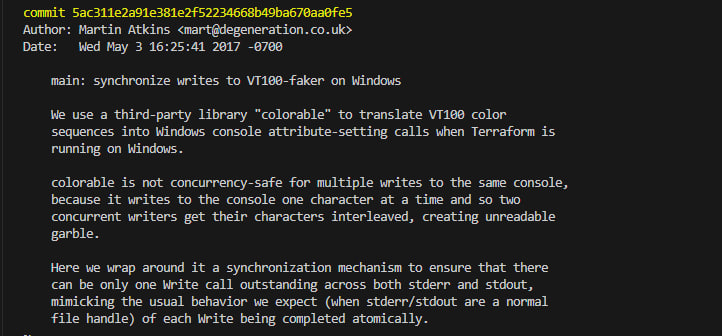 commit 5ac311e2a91e381e2f52234668b49ba670aa0fe5
Author: Martin Atkins <mart@degeneration.co.uk>
Date:   Wed May 3 16:25:41 2017 -0700

    main: synchronize writes to VT100-faker on Windows

    We use a third-party library "colorable" to translate VT100 color
    sequences into Windows console attribute-setting calls when Terraform is
    running on Windows.

    colorable is not concurrency-safe for multiple writes to the same console,
    because it writes to the console one character at a time and so two
    concurrent writers get their characters interleaved, creating unreadable
    garble.

    Here we wrap around it a synchronization mechanism to ensure that there
    can be only one Write call outstanding across both stderr and stdout,
    mimicking the usual behavior we expect (when stderr/stdout are a normal
    file handle) of each Write being completed atomically.